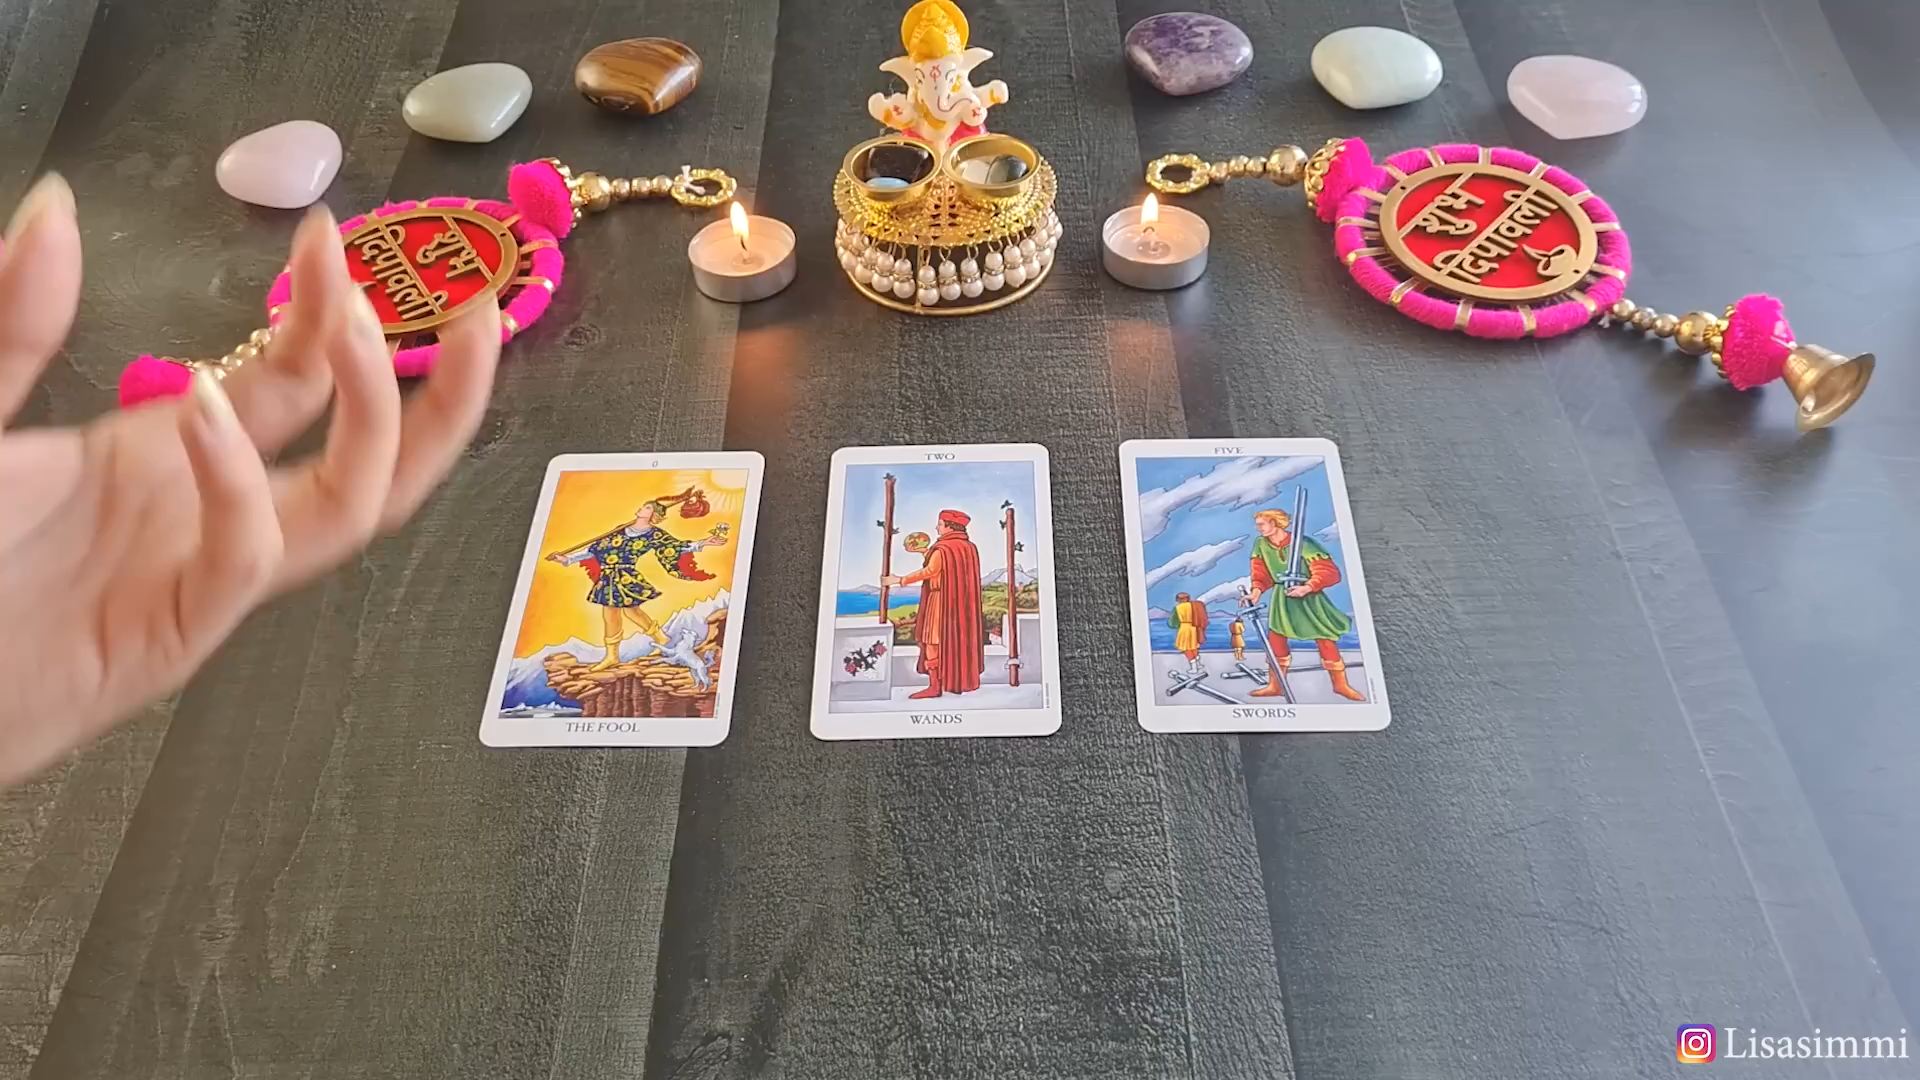 शुभ
दिपावली
शुभ
दिपावली
0
THE FOOL
TWO
WANDS
FIVE
SWORDS
Lisasimmi